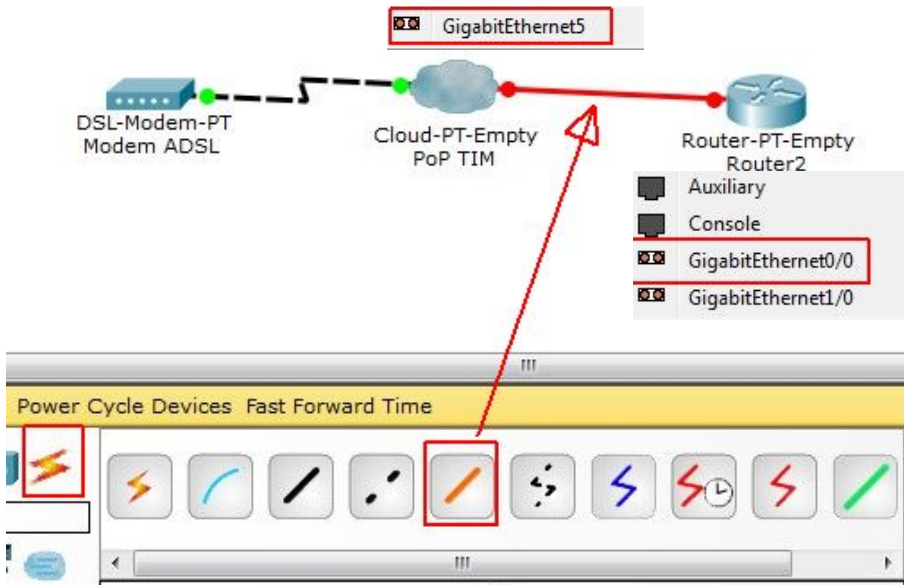 GigabitEthernet5
DSL-Modem-PT
Modem ADSL
Cloud-PT-Empty
PoP TIM
Router-PT-Empty
Router2
Auxiliary
Console
GigabitEthernet0/0
GigabitEthernet1/0
Power Cycle Devices Fast Forward Time